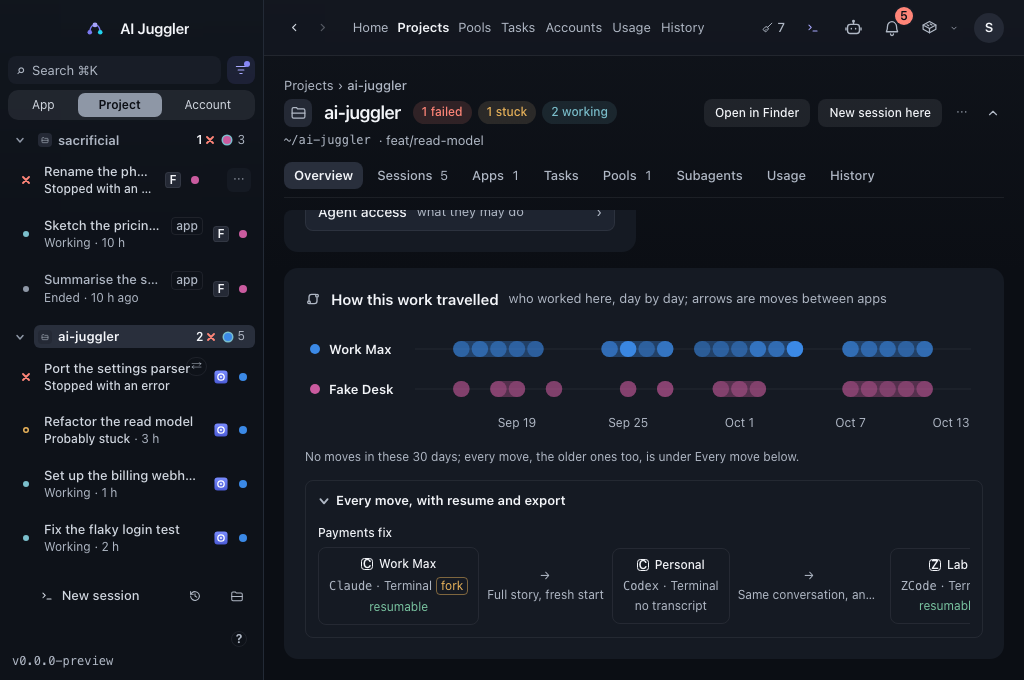 AI Juggler
Search ⌘K
App Project Account
sacrificial 1 3
Rename the ph... F
Stopped with an ...
Sketch the pricin... app F
Working · 10 h
Summarise the s... app F
Ended · 10 h ago
ai-juggler 2 5
Port the settings parser
Stopped with an error
Refactor the read model
Probably stuck · 3 h
Set up the billing webh...
Working · 1 h
Fix the flaky login test
Working · 2 h
New session
?
v0.0.0-preview
Home Projects Pools Tasks Accounts Usage History 7 5 S
Projects › ai-juggler
ai-juggler 1 failed 1 stuck 2 working Open in Finder New session here ...
~/ai-juggler · feat/read-model
Overview Sessions 5 Apps 1 Tasks Pools 1 Subagents Usage History
Agent access what they may do ›
How this work travelled who worked here, day by day; arrows are moves between apps
Work Max
Fake Desk
Sep 19 Sep 25 Oct 1 Oct 7 Oct 13
No moves in these 30 days; every move, the older ones too, is under Every move below.
Every move, with resume and export
Payments fix
C Work Max
Claude · Terminal fork
resumable
→
Full story, fresh start
C Personal
Codex · Terminal
no transcript
→
Same conversation, an...
Z Lab
ZCode · Terr
resumabl